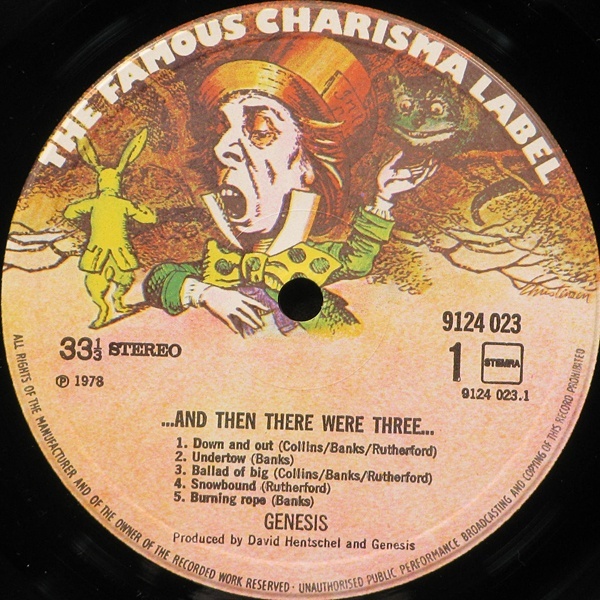 THE FAMOUS CHARISMA LABEL
9124 023
33⅓ STEREO
1
STEMRA
℗ 1978
9124 023.1
...AND THEN THERE WERE THREE...
1. Down and out (Collins/Banks/Rutherford)
2. Undertow (Banks)
3. Ballad of big (Collins/Banks/Rutherford)
4. Snowbound (Rutherford)
5. Burning rope (Banks)
GENESIS
Produced by David Hentschel and Genesis
ALL RIGHTS OF THE MANUFACTURER AND OF THE OWNER OF THE RECORDED WORK RESERVED · UNAUTHORISED PUBLIC PERFORMANCE BROADCASTING AND COPYING OF THIS RECORD PROHIBITED